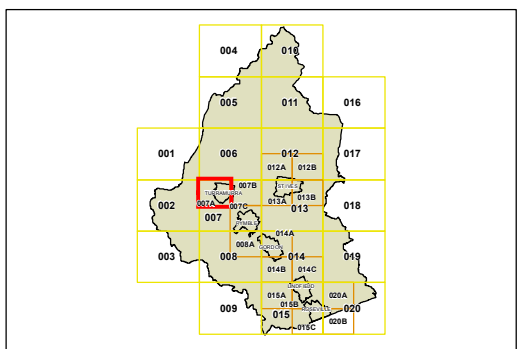 004 010
005 011 016
001 006 012 017
012A 012B
007B
TURRAMURRA ST IVES
002 007A 007C 013A 013B 018
007 013
PYMBLE
014A
008A GORDON
003 008 014 019
014B 014C
LINDFIELD
015A 020A
015B
009 015 ROSEVILLE 020
015C 020B